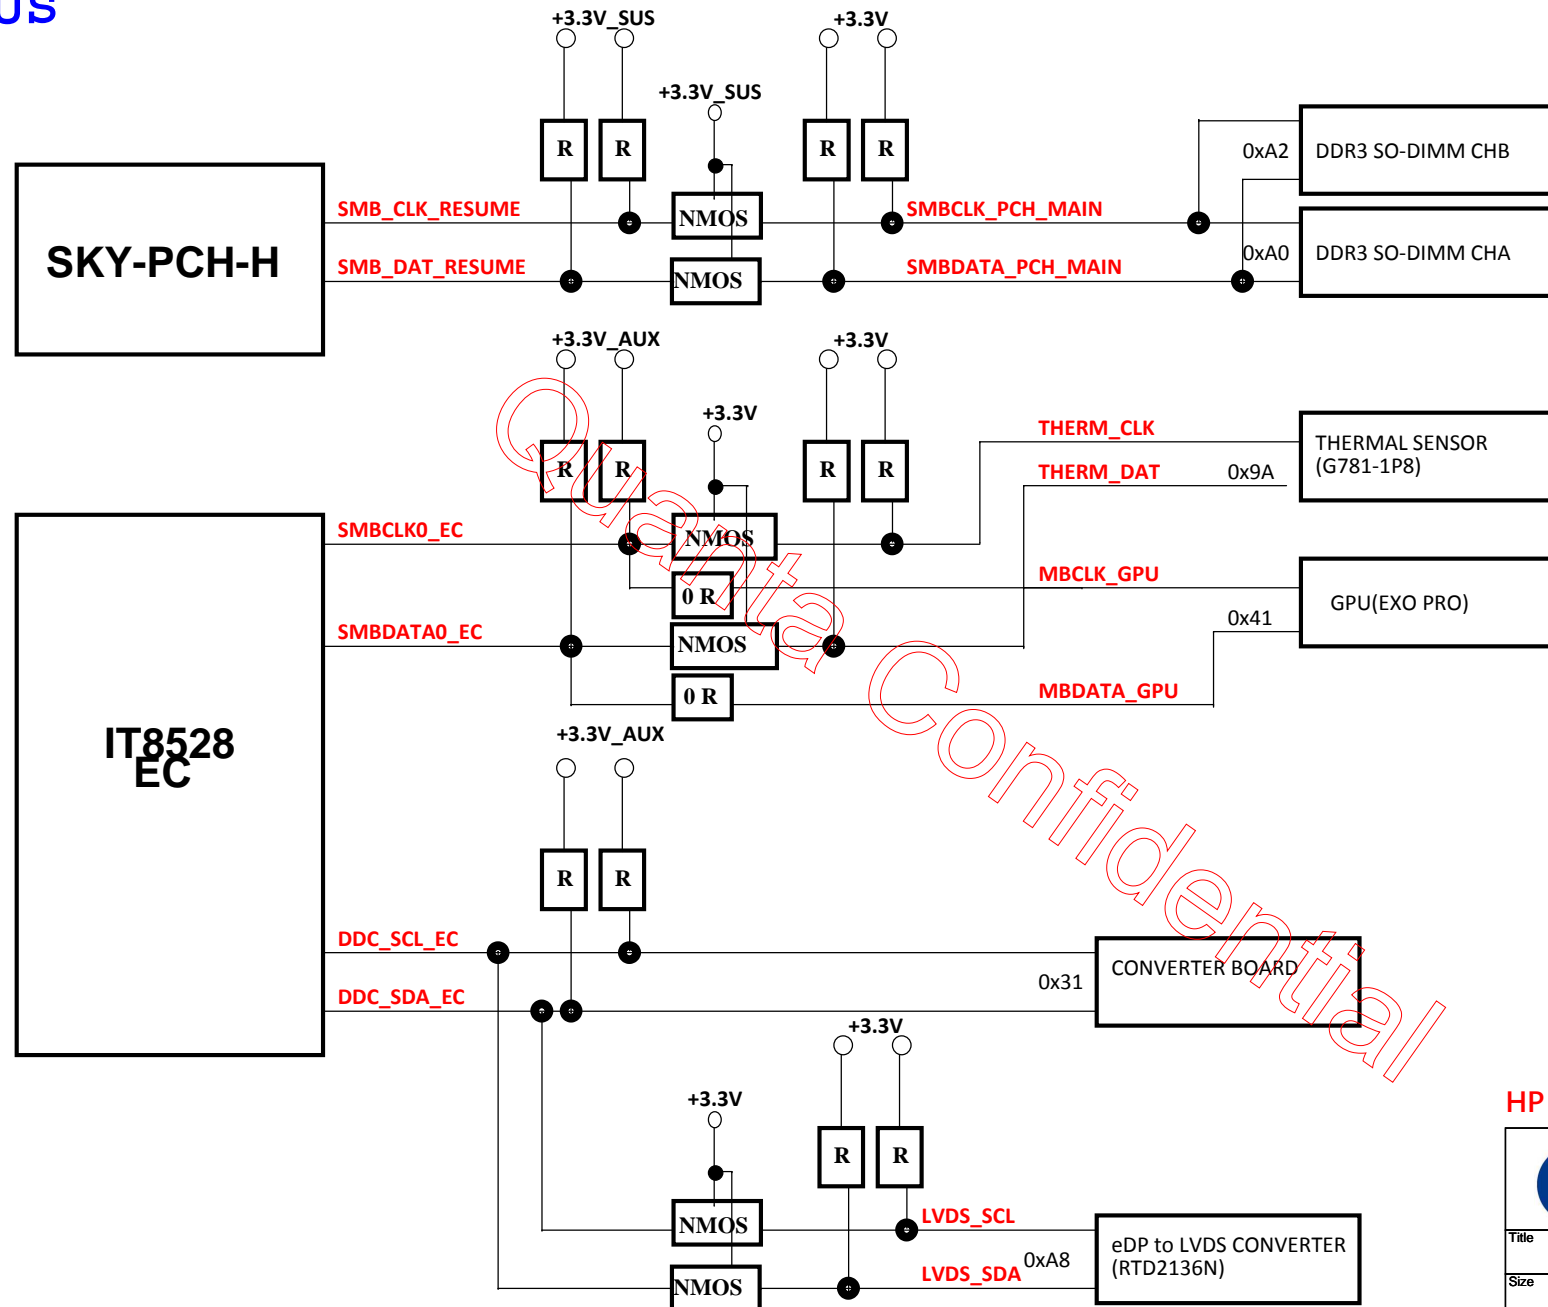 US
+3.3V_SUS
+3.3V
+3.3V_SUS
R
R
R
R
0xA2
DDR3 SO-DIMM CHB
SKY-PCH-H
SMB_CLK_RESUME
NMOS
SMBCLK_PCH_MAIN
SMB_DAT_RESUME
NMOS
SMBDATA_PCH_MAIN
0xA0
DDR3 SO-DIMM CHA
+3.3V_AUX
+3.3V
+3.3V
R
R
R
R
THERM_CLK
THERM_DAT
0x9A
THERMAL SENSOR
(G781-1P8)
SMBCLK0_EC
NMOS
MBCLK_GPU
0 R
0x41
GPU(EXO PRO)
SMBDATA0_EC
NMOS
0 R
MBDATA_GPU
IT8528
EC
+3.3V_AUX
R
R
DDC_SCL_EC
DDC_SDA_EC
0x31
CONVERTER BOARD
+3.3V
+3.3V
R
R
NMOS
LVDS_SCL
NMOS
LVDS_SDA
0xA8
eDP to LVDS CONVERTER
(RTD2136N)
Quanta Confidential
HP
Title
Size